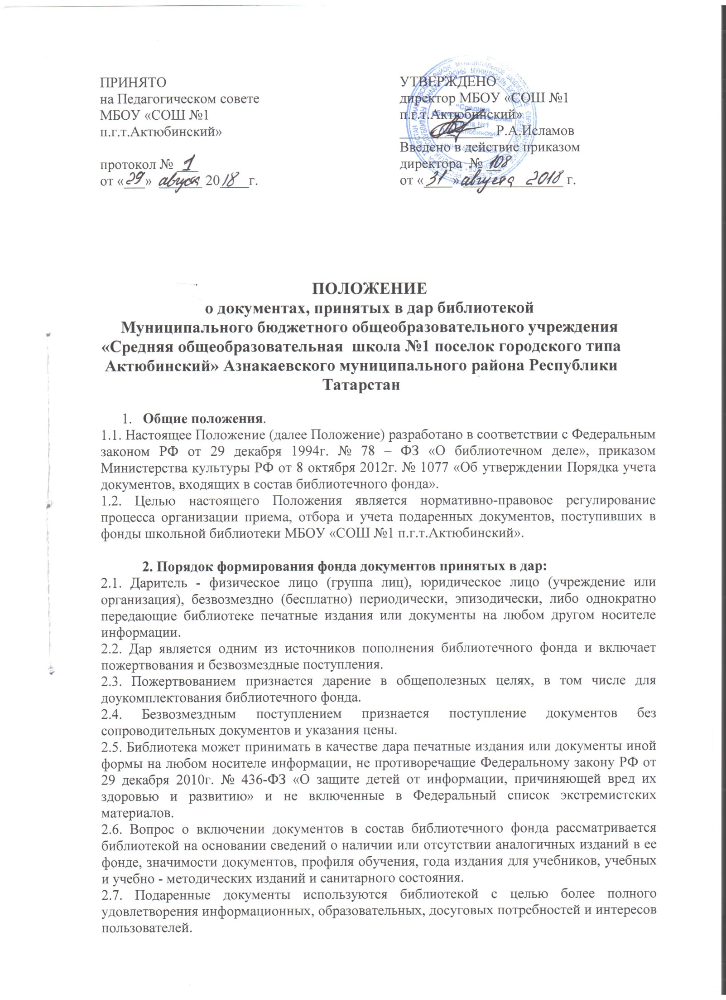 ПРИНЯТО
на Педагогическом совете
МБОУ «СОШ №1
п.г.т.Актюбинский»
протокол № 1
от «29» августа 2018 г.
УТВЕРЖДЕНО
директор МБОУ «СОШ №1
п.г.т.Актюбинский»
Р.А.Исламов
Введено в действие приказом
директора № 108
от «31» августа 2018 г.
ПОЛОЖЕНИЕ
о документах, принятых в дар библиотекой
Муниципального бюджетного общеобразовательного учреждения
«Средняя общеобразовательная школа №1 поселок городского типа
Актюбинский» Азнакаевского муниципального района Республики
Татарстан
1. Общие положения.
1.1. Настоящее Положение (далее Положение) разработано в соответствии с Федеральным
законом РФ от 29 декабря 1994г. № 78 – ФЗ «О библиотечном деле», приказом
Министерства культуры РФ от 8 октября 2012г. № 1077 «Об утверждении Порядка учета
документов, входящих в состав библиотечного фонда».
1.2. Целью настоящего Положения является нормативно-правовое регулирование
процесса организации приема, отбора и учета подаренных документов, поступивших в
фонды школьной библиотеки МБОУ «СОШ №1 п.г.т.Актюбинский».
2. Порядок формирования фонда документов принятых в дар:
2.1. Даритель - физическое лицо (группа лиц), юридическое лицо (учреждение или
организация), безвозмездно (бесплатно) периодически, эпизодически, либо однократно
передающие библиотеке печатные издания или документы на любом другом носителе
информации.
2.2. Дар является одним из источников пополнения библиотечного фонда и включает
пожертвования и безвозмездные поступления.
2.3. Пожертвованием признается дарение в общеполезных целях, в том числе для
доукомплектования библиотечного фонда.
2.4. Безвозмездным поступлением признается поступление документов без
сопроводительных документов и указания цены.
2.5. Библиотека может принимать в качестве дара печатные издания или документы иной
формы на любом носителе информации, не противоречащие Федеральному закону РФ от
29 декабря 2010г. № 436-ФЗ «О защите детей от информации, причиняющей вред их
здоровью и развитию» и не включенные в Федеральный список экстремистских
материалов.
2.6. Вопрос о включении документов в состав библиотечного фонда рассматривается
библиотекой на основании сведений о наличии или отсутствии аналогичных изданий в ее
фонде, значимости документов, профиля обучения, года издания для учебников, учебных
и учебно - методических изданий и санитарного состояния.
2.7. Подаренные документы используются библиотекой с целью более полного
удовлетворения информационных, образовательных, досуговых потребностей и интересов
пользователей.